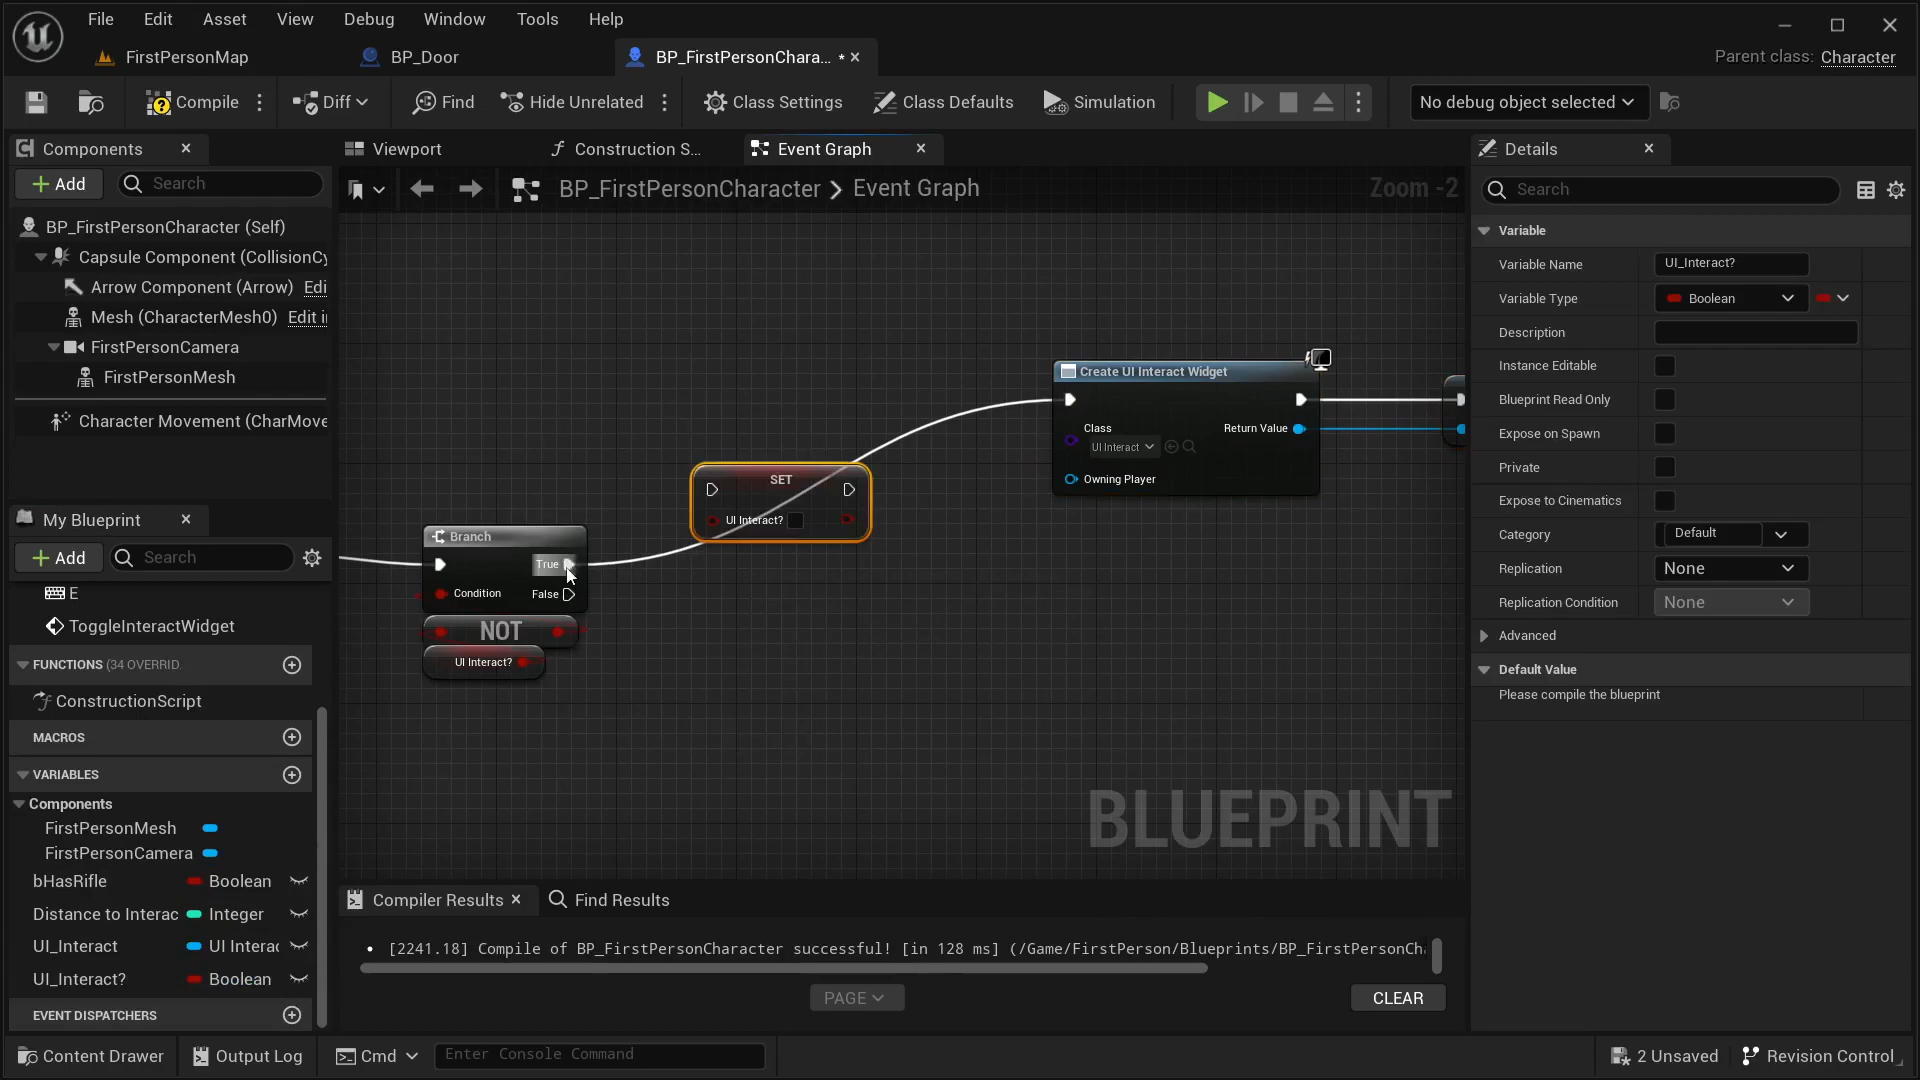 File Edit Asset View Debug Window Tools Help
FirstPersonMap BP_Door BP_FirstPersonChara... *
Parent class: Character
Compile Diff Find Hide Unrelated Class Settings Class Defaults Simulation No debug object selected
Components
Add Search
BP_FirstPersonCharacter (Self)
Capsule Component (CollisionCy
Arrow Component (Arrow) Edi
Mesh (CharacterMesh0) Edit i
FirstPersonCamera
FirstPersonMesh
Character Movement (CharMove
My Blueprint
Add Search
E
ToggleInteractWidget
FUNCTIONS (34 OVERRID
ConstructionScript
MACROS
VARIABLES
Components
FirstPersonMesh
FirstPersonCamera
bHasRifle Boolean
Distance to Interac Integer
UI_Interact UI Interac
UI_Interact? Boolean
EVENT DISPATCHERS
Viewport Construction S... Event Graph
BP_FirstPersonCharacter > Event Graph
Zoom -2
Create UI Interact Widget
Class
UI Interact
Return Value
Owning Player
SET
UI Interact?
Branch
True
Condition
False
NOT
UI Interact?
BLUEPRINT
Compiler Results Find Results
[2241.18] Compile of BP_FirstPersonCharacter successful! [in 128 ms] (/Game/FirstPerson/Blueprints/BP_FirstPersonCh
PAGE
CLEAR
Details
Search
Variable
Variable Name UI_Interact?
Variable Type Boolean
Description
Instance Editable
Blueprint Read Only
Expose on Spawn
Private
Expose to Cinematics
Category Default
Replication None
Replication Condition None
Advanced
Default Value
Please compile the blueprint
Content Drawer Output Log Cmd Enter Console Command 2 Unsaved Revision Control